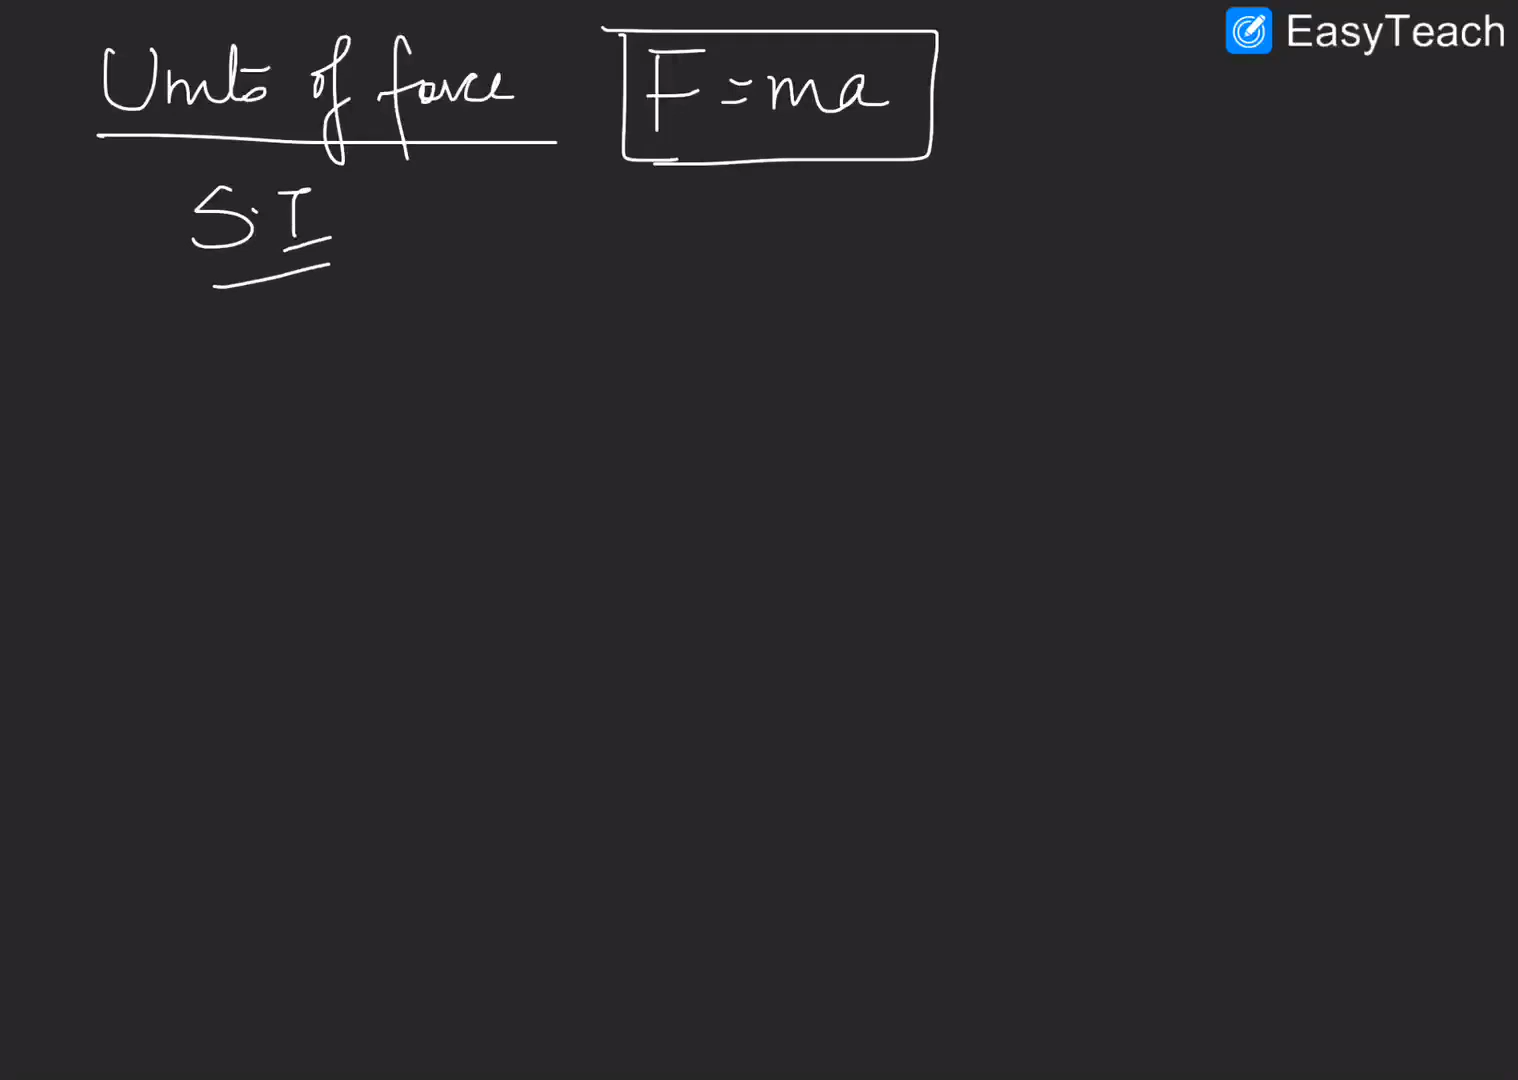 Units of force F = ma
EasyTeach
S.I